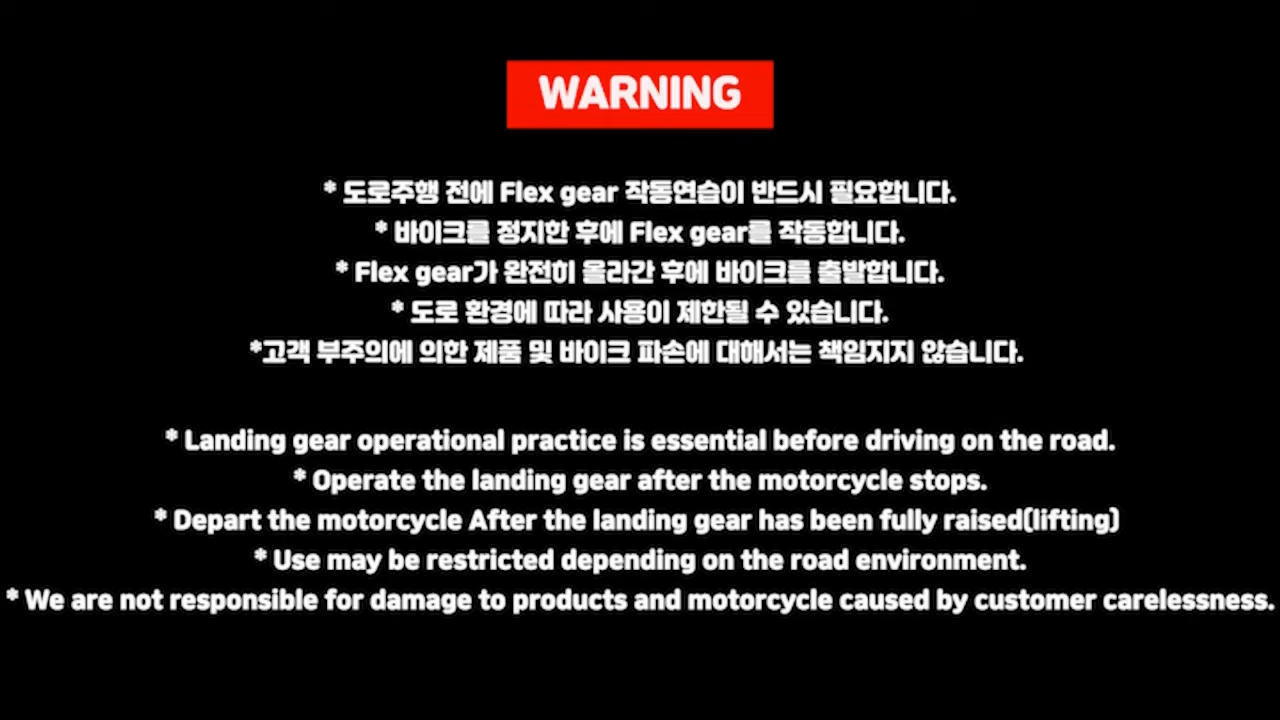 WARNING
* 도로주행 전에 Flex gear 작동연습이 반드시 필요합니다.
* 바이크를 정지한 후에 Flex gear를 작동합니다.
* Flex gear가 완전히 올라간 후에 바이크를 출발합니다.
* 도로 환경에 따라 사용이 제한될 수 있습니다.
*고객 부주의에 의한 제품 및 바이크 파손에 대해서는 책임지지 않습니다.
* Landing gear operational practice is essential before driving on the road.
* Operate the landing gear after the motorcycle stops.
* Depart the motorcycle After the landing gear has been fully raised(lifting)
* Use may be restricted depending on the road environment.
* We are not responsible for damage to products and motorcycle caused by customer carelessness.